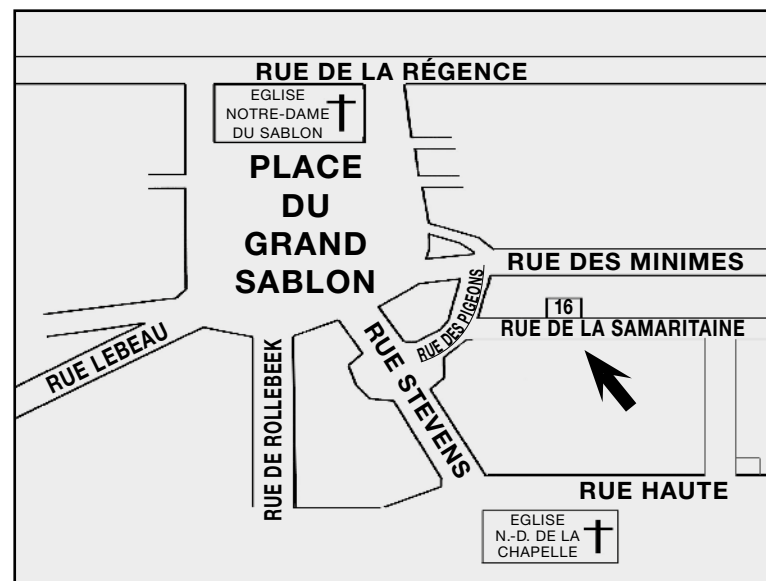 RUE DE LA RÉGENCE
EGLISE
NOTRE-DAME
DU SABLON
PLACE
DU
GRAND
SABLON
RUE DES MINIMES
RUE DES PIGEONS
16
RUE DE LA SAMARITAINE
RUE LEBEAU
RUE DE ROLLEBEEK
RUE STEVENS
RUE HAUTE
EGLISE
N.-D. DE LA
CHAPELLE